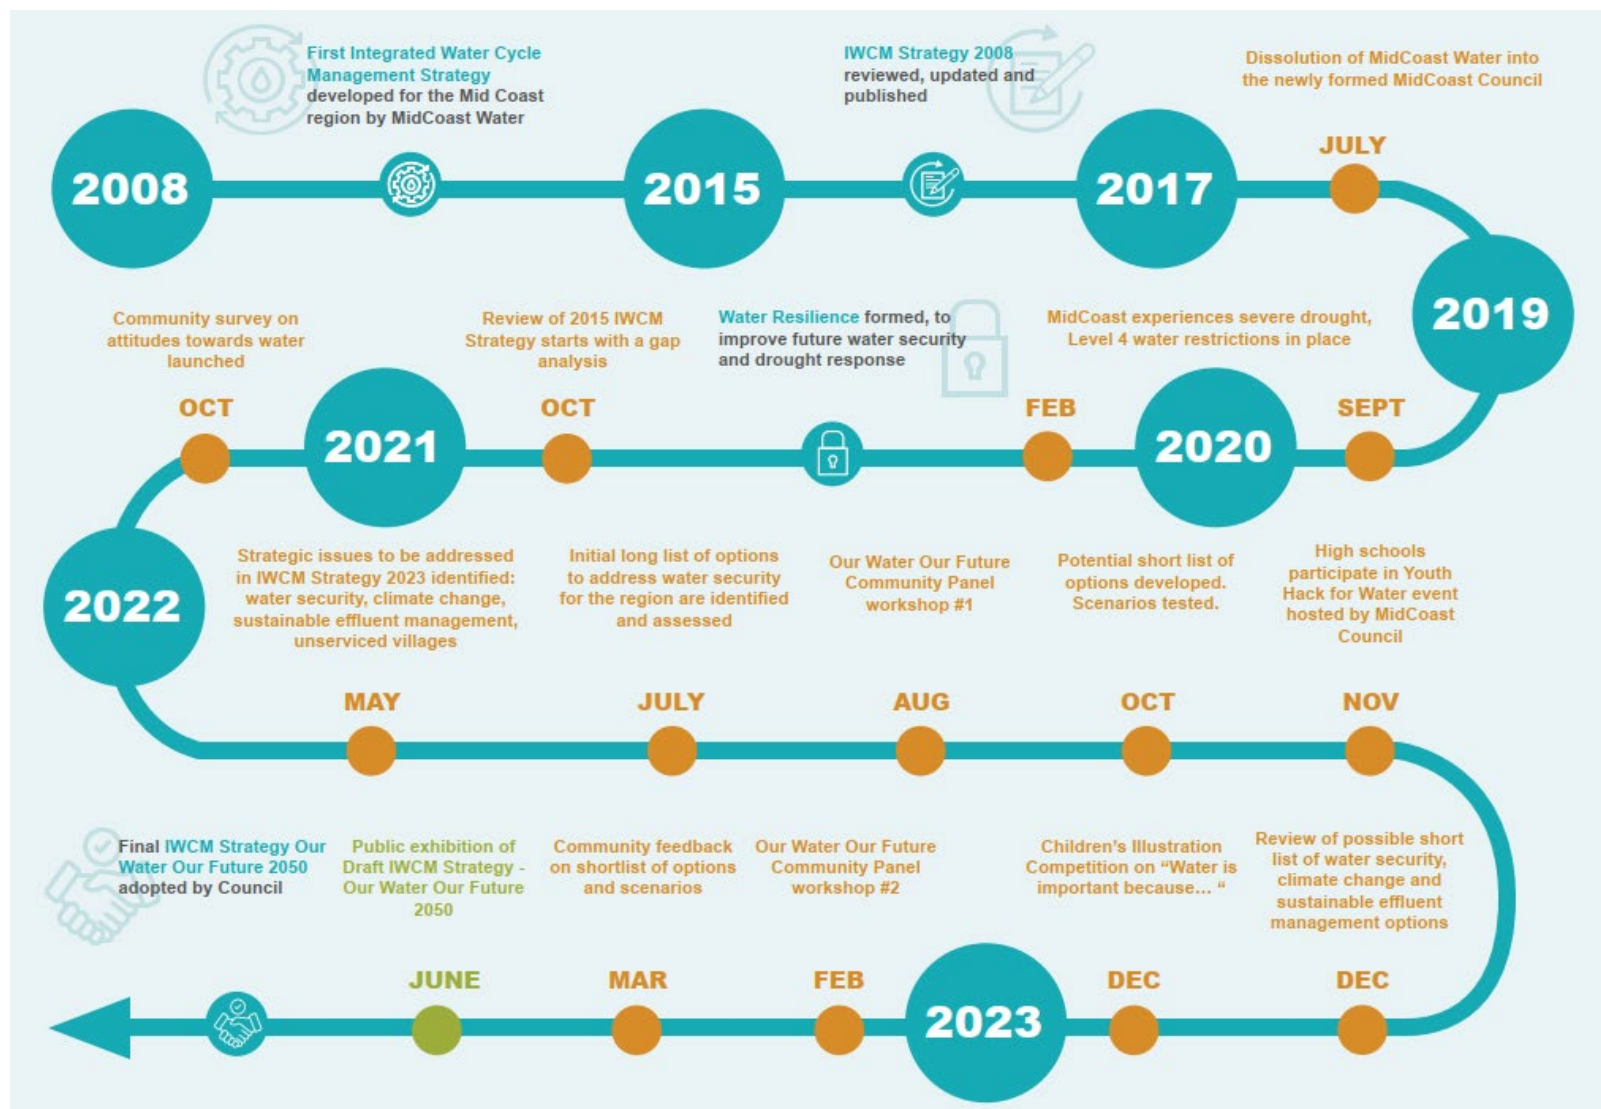 First Integrated Water Cycle
Management Strategy
developed for the Mid Coast
region by MidCoast Water
IWCM Strategy 2008
reviewed, updated and
published
Dissolution of MidCoast Water into
the newly formed MidCoast Council
JULY
2008
2015
2017
2019
Community survey on
attitudes towards water
launched
Review of 2015 IWCM
Strategy starts with a gap
analysis
Water Resilience formed, to
improve future water security
and drought response
MidCoast experiences severe drought,
Level 4 water restrictions in place
OCT
OCT
FEB
SEPT
2021
2020
2022
Strategic issues to be addressed
in IWCM Strategy 2023 identified:
water security, climate change,
sustainable effluent management,
unserviced villages
Initial long list of options
to address water security
for the region are identified
and assessed
Our Water Our Future
Community Panel
workshop #1
Potential short list of
options developed.
Scenarios tested.
High schools
participate in Youth
Hack for Water event
hosted by MidCoast
Council
MAY
JULY
AUG
OCT
NOV
Final IWCM Strategy Our
Water Our Future 2050
adopted by Council
Public exhibition of
Draft IWCM Strategy -
Our Water Our Future
2050
Community feedback
on shortlist of options
and scenarios
Our Water Our Future
Community Panel
workshop #2
Children's Illustration
Competition on “Water is
important because... “
Review of possible short
list of water security,
climate change and
sustainable effluent
management options
JUNE
MAR
FEB
2023
DEC
DEC